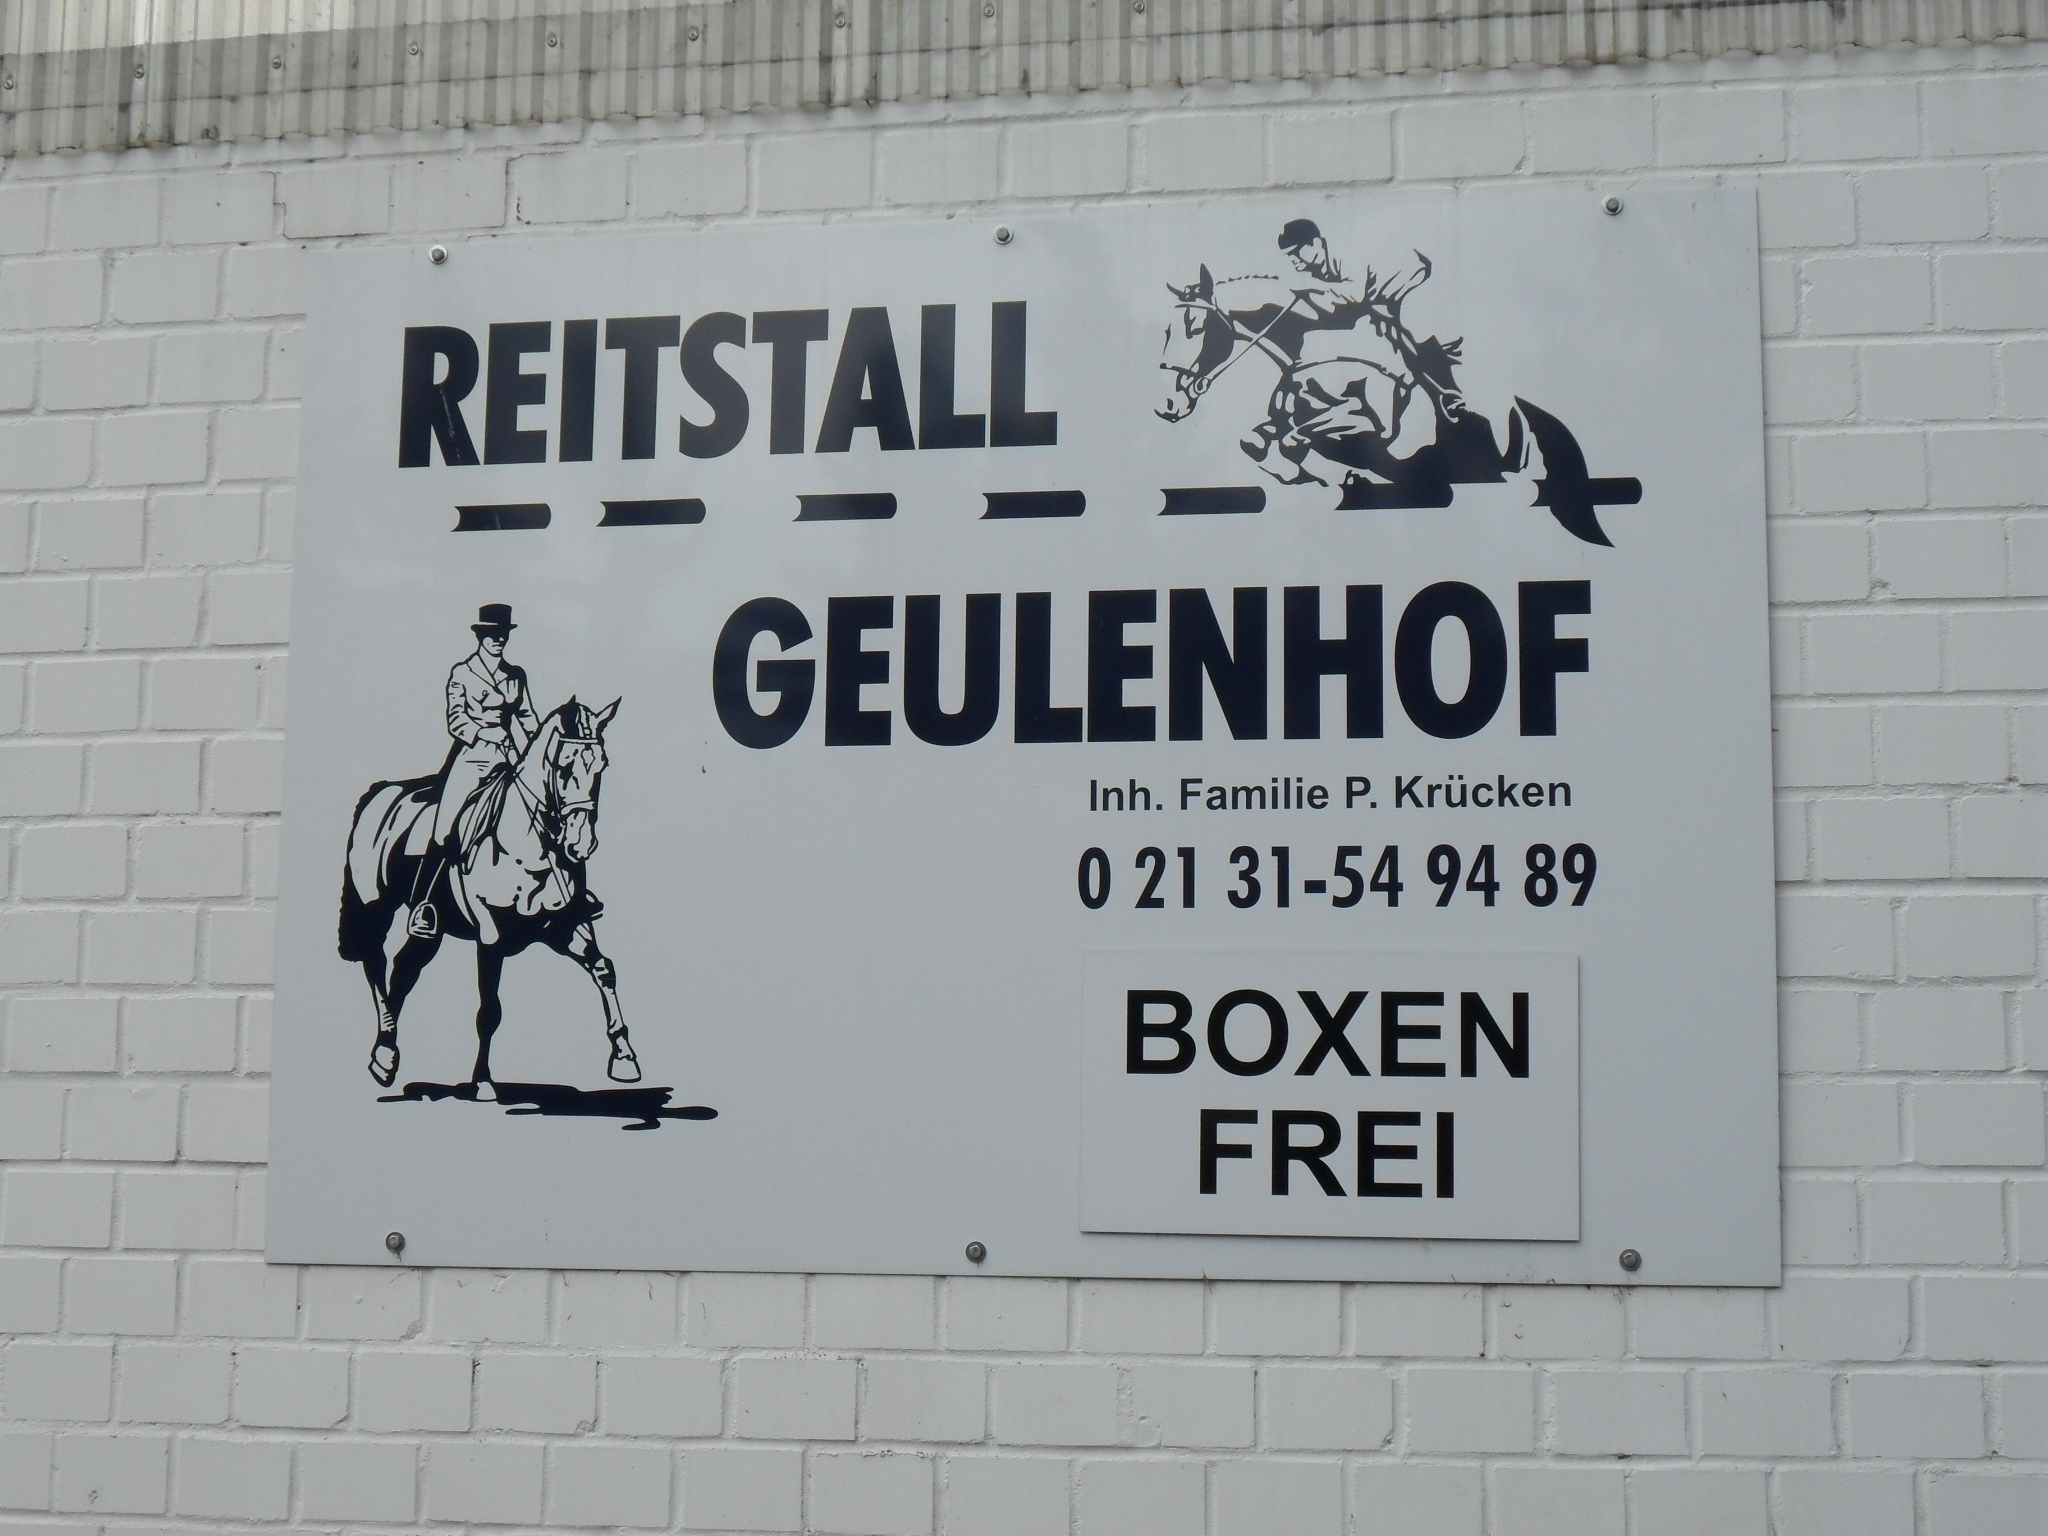 REITSTALL
GEULENHOF
Inh. Familie P. Krücken
0 21 31-54 94 89
BOXEN
FREI